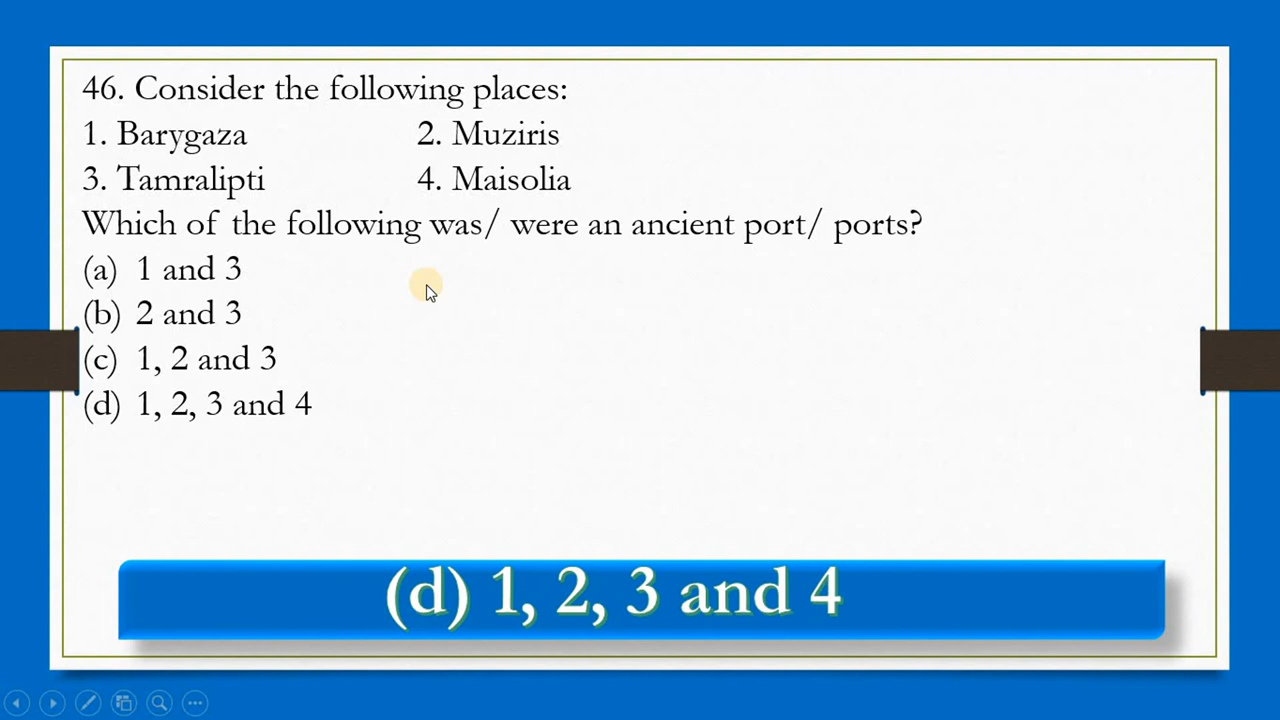 46. Consider the following places:
1. Barygaza 2. Muziris
3. Tamralipti 4. Maisolia
Which of the following was/ were an ancient port/ ports?
(a) 1 and 3
(b) 2 and 3
(c) 1, 2 and 3
(d) 1, 2, 3 and 4
(d) 1, 2, 3 and 4